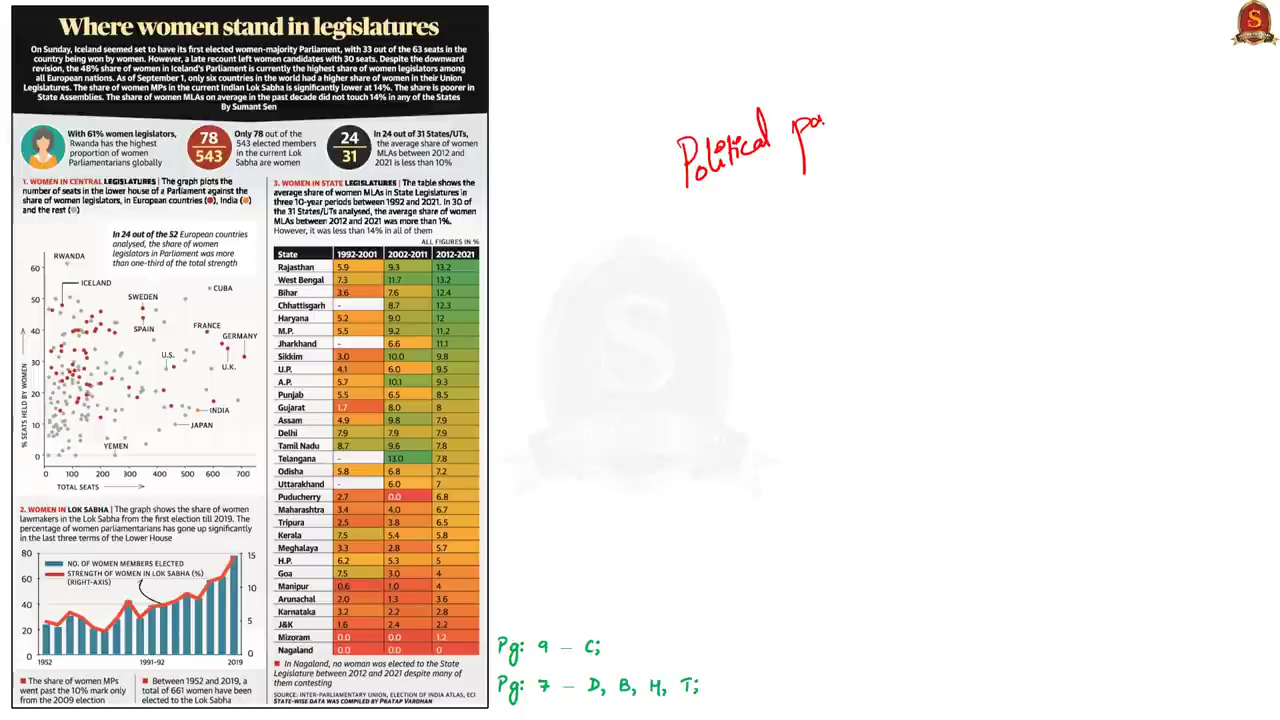 Where women stand in legislatures
On Sunday, Iceland seemed set to have its first elected women-majority Parliament, with 33 out of the 63 seats in the
country being won by women. However, a late recount left women candidates with 30 seats. Despite the downward
revision, the 48% share of women in Iceland's Parliament is currently the highest share of women legislators among
all European nations. As of September 1, only six countries in the world had a higher share of women in their Union
Legislatures. The share of women MPs in the current Indian Lok Sabha is significantly lower at 14%. The share is poorer in
State Assemblies. The share of women MLAs on average in the past decade did not touch 14% in any of the States
By Sumant Sen
With 61% women legislators,
Rwanda has the highest
proportion of women
Parliamentarians globally
78
543
Only 78 out of the
543 elected members
in the current Lok
Sabha are women
24
31
In 24 out of 31 States/UTs,
the average share of women
MLAs between 2012 and
2021 is less than 10%
1. WOMEN IN CENTRAL LEGISLATURES | The graph plots the
number of seats in the lower house of a Parliament against the
share of women legislators, in European countries (), India ()
and the rest ()
In 24 out of the 52 European countries
analysed, the share of women
legislators in Parliament was more
than one-third of the total strength
% SEATS HELD BY WOMEN
60
50
40
30
20
10
0
RWANDA
ICELAND
SWEDEN
CUBA
SPAIN
FRANCE
GERMANY
U.S.
U.K.
INDIA
JAPAN
YEMEN
0 100 200 300 400 500 600 700
TOTAL SEATS
2. WOMEN IN LOK SABHA | The graph shows the share of women
lawmakers in the Lok Sabha from the first election till 2019. The
percentage of women parliamentarians has gone up significantly
in the last three terms of the Lower House
80
60
40
20
0
NO. OF WOMEN MEMBERS ELECTED
STRENGTH OF WOMEN IN LOK SABHA (%)
(RIGHT-AXIS)
15
10
5
0
1952 1991-92 2019
The share of women MPs
went past the 10% mark only
from the 2009 election
Between 1952 and 2019, a
total of 661 women have been
elected to the Lok Sabha
3. WOMEN IN STATE LEGISLATURES | The table shows the
average share of women MLAs in State Legislatures in
three 10-year periods between 1992 and 2021. In 30 of
the 31 States/UTs analysed, the average share of women
MLAs between 2012 and 2021 was more than 1%.
However, it was less than 14% in all of them
ALL FIGURES IN %
State 1992-2001 2002-2011 2012-2021
Rajasthan 5.9 9.3 13.2
West Bengal 7.3 11.7 13.2
Bihar 3.6 7.6 12.4
Chhattisgarh - 8.7 12.3
Haryana 5.2 9.0 12
M.P. 5.5 9.2 11.2
Jharkhand - 6.6 11.1
Sikkim 3.0 10.0 9.8
U.P. 4.1 6.0 9.5
A.P. 5.7 10.1 9.3
Punjab 5.5 6.5 8.5
Gujarat 1.7 8.0 8
Assam 4.9 9.8 7.9
Delhi 7.9 7.9 7.9
Tamil Nadu 8.7 9.6 7.8
Telangana - 13.0 7.8
Odisha 5.8 6.8 7.2
Uttarakhand - 6.0 7
Puducherry 2.7 0.0 6.8
Maharashtra 3.4 4.0 6.7
Tripura 2.5 3.8 6.5
Kerala 7.5 5.4 5.8
Meghalaya 3.3 2.8 5.7
H.P. 6.2 5.3 5
Goa 7.5 3.0 4
Manipur 0.6 1.0 4
Arunachal 2.0 1.3 3.6
Karnataka 3.2 2.2 2.8
J&K 1.6 2.4 2.2
Mizoram 0.0 0.0 1.2
Nagaland 0.0 0.0 0
In Nagaland, no woman was elected to the State
Legislature between 2012 and 2021 despite many of
them contesting
SOURCE: INTER-PARLIAMENTARY UNION, ELECTION OF INDIA ATLAS, ECI
STATE-WISE DATA WAS COMPILED BY PRATAP VARDHAN
Political pa
Pg: 9 - C;
Pg: 7 - D, B, H, T;
S